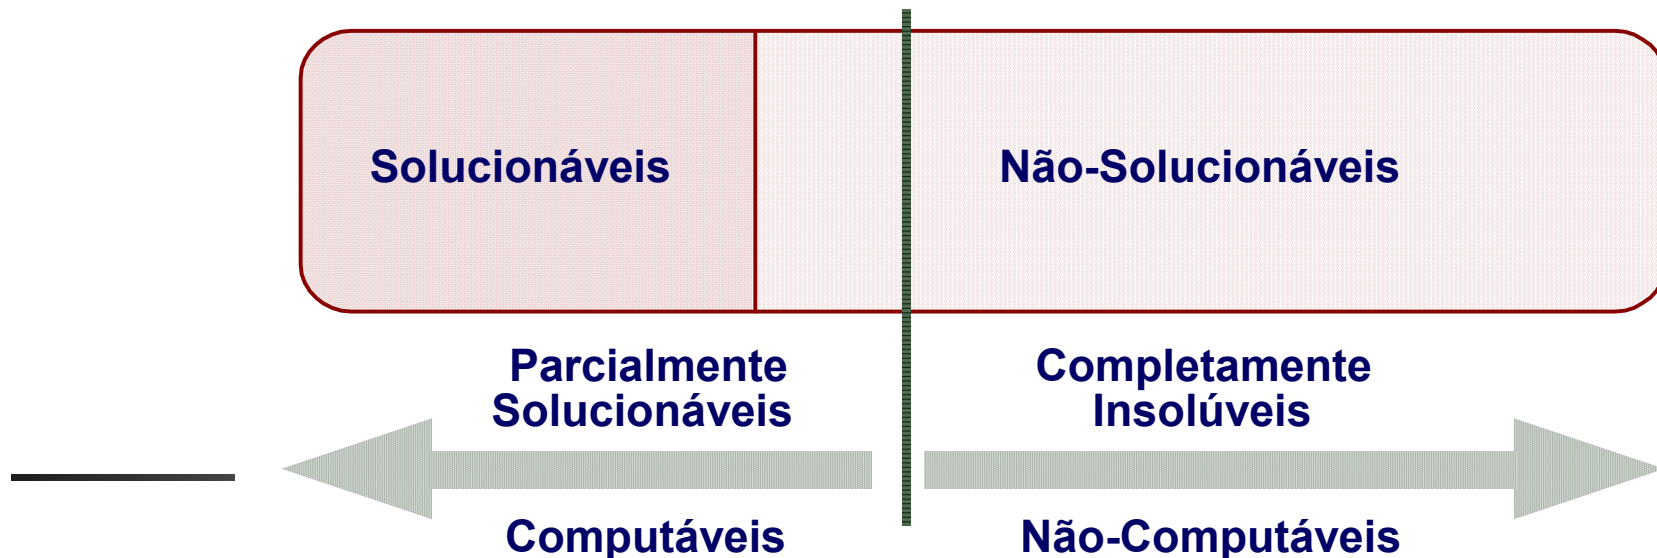 Solucionáveis
Não-Solucionáveis
Parcialmente
Solucionáveis
Completamente
Insolúveis
Computáveis
Não-Computáveis